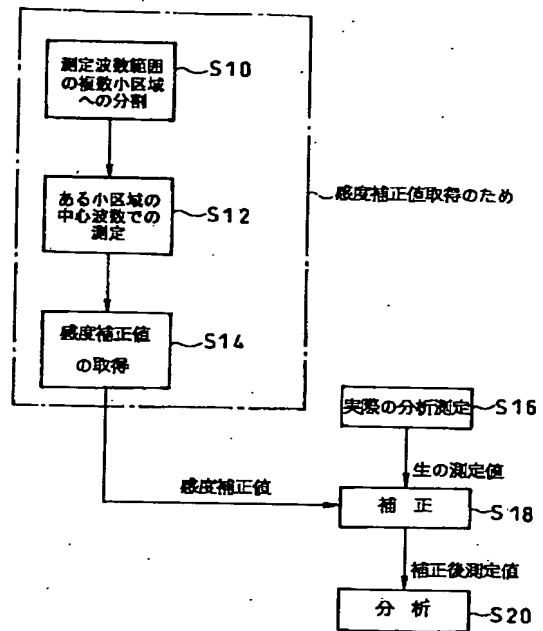 測定波数範囲
の複数小区域
への分割
S10
ある小区域の
中心波数での
測定
S12
感度補正値取得のため
感度補正値
の取得
S14
実際の分析測定
S16
生の測定値
感度補正値
補正
S18
補正後測定値
分析
S20